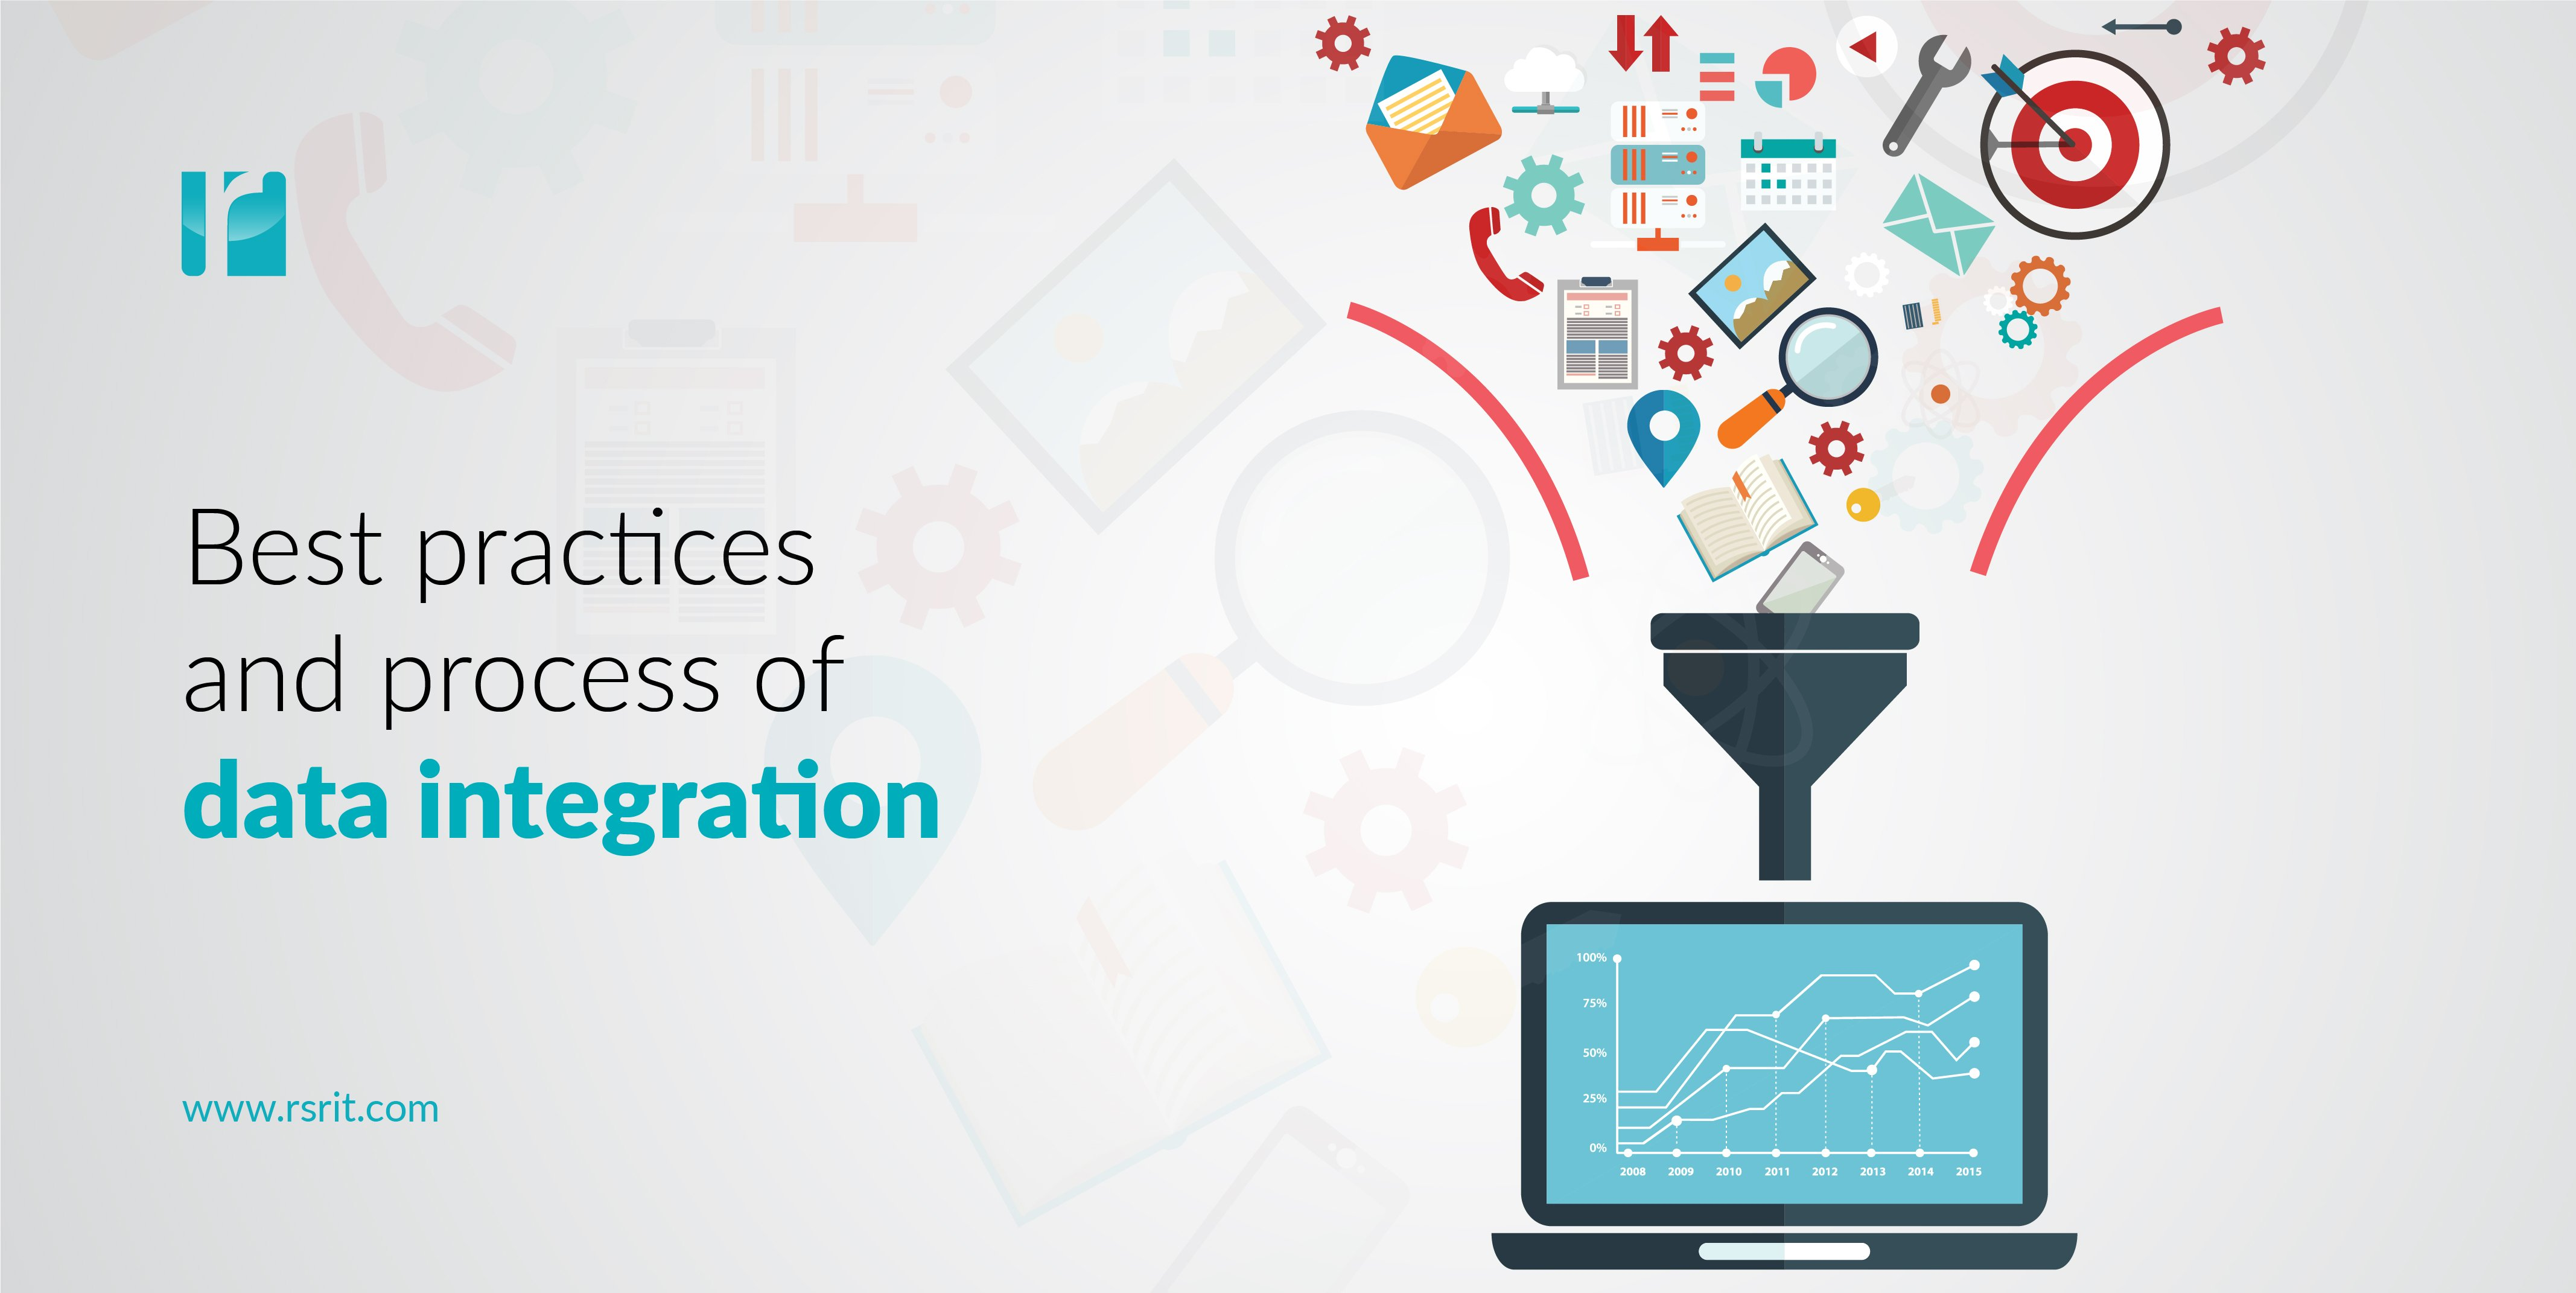 r
Best practices
and process of
data integration
www.rsrit.com
100%
75%
50%
25%
0%
2008 2009 2010 2011 2012 2013 2014 2015